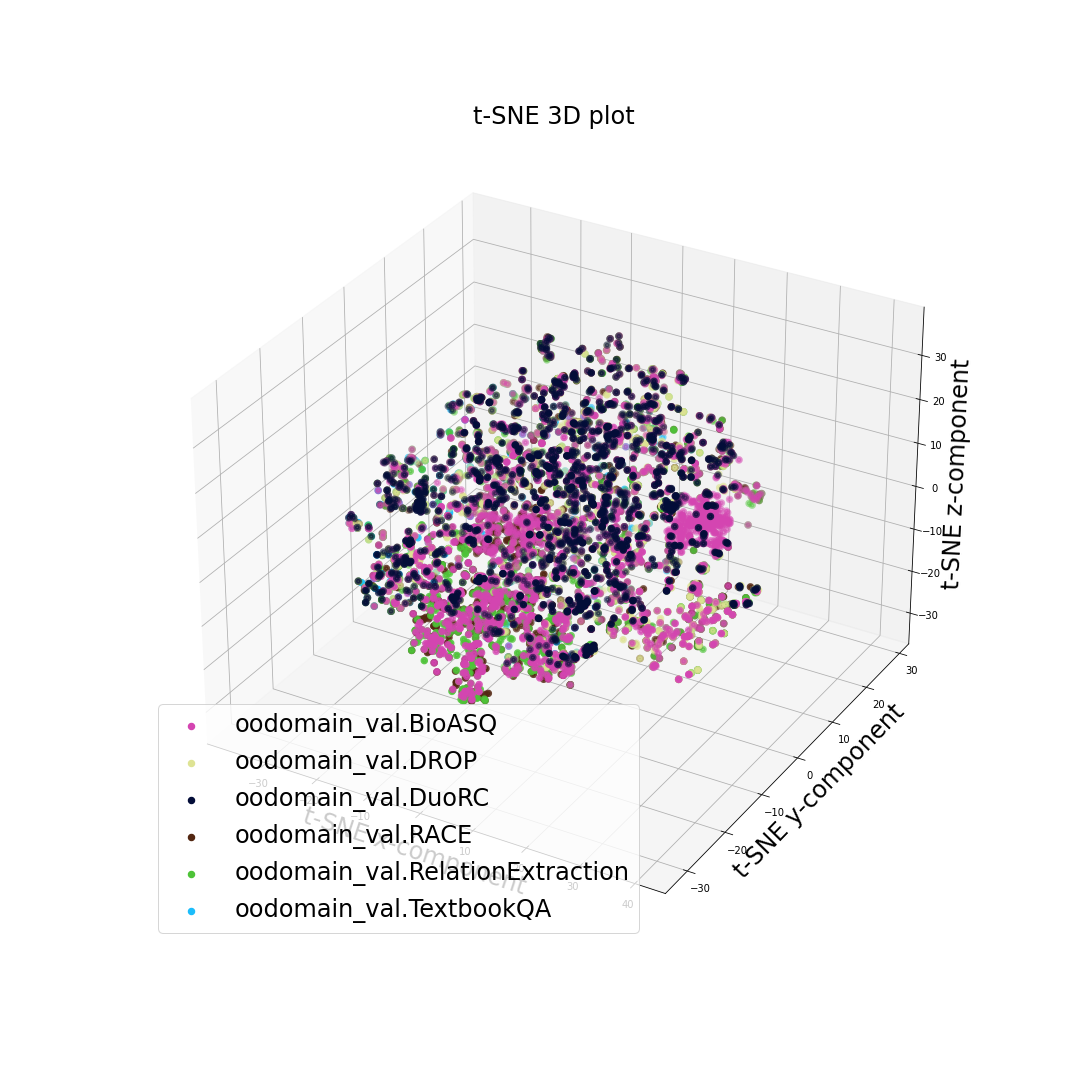 t-SNE 3D plot
30
20
10
0
−10
−20
−30
t-SNE z-component
30
20
10
0
−10
−20
−30
t-SNE y-component
−30
−10
10
30
40
t-SNE x-component
oodomain_val.BioASQ
oodomain_val.DROP
oodomain_val.DuoRC
oodomain_val.RACE
oodomain_val.RelationExtraction
oodomain_val.TextbookQA